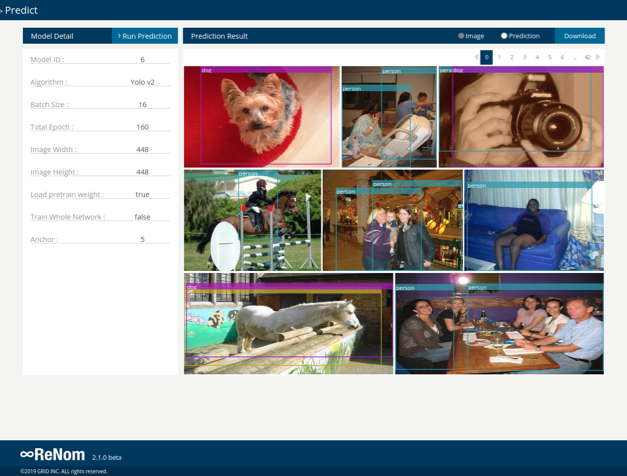 > Predict
Model Detail
> Run Prediction
Prediction Result
Image
Prediction
Download
Model ID : 6
Algorithm : Yolo v2
Batch Size : 16
Total Epoch : 160
Image Width : 448
Image Height : 448
Load pretrain weight : true
Train Whole Network : false
Anchor : 5
0 1 2 3 4 5 6 ... 42
dog
person
person
dog
person
person
person
person
dog
person
person
∞ReNom 2.1.0 beta
©2019 GRID INC. ALL rights reserved.